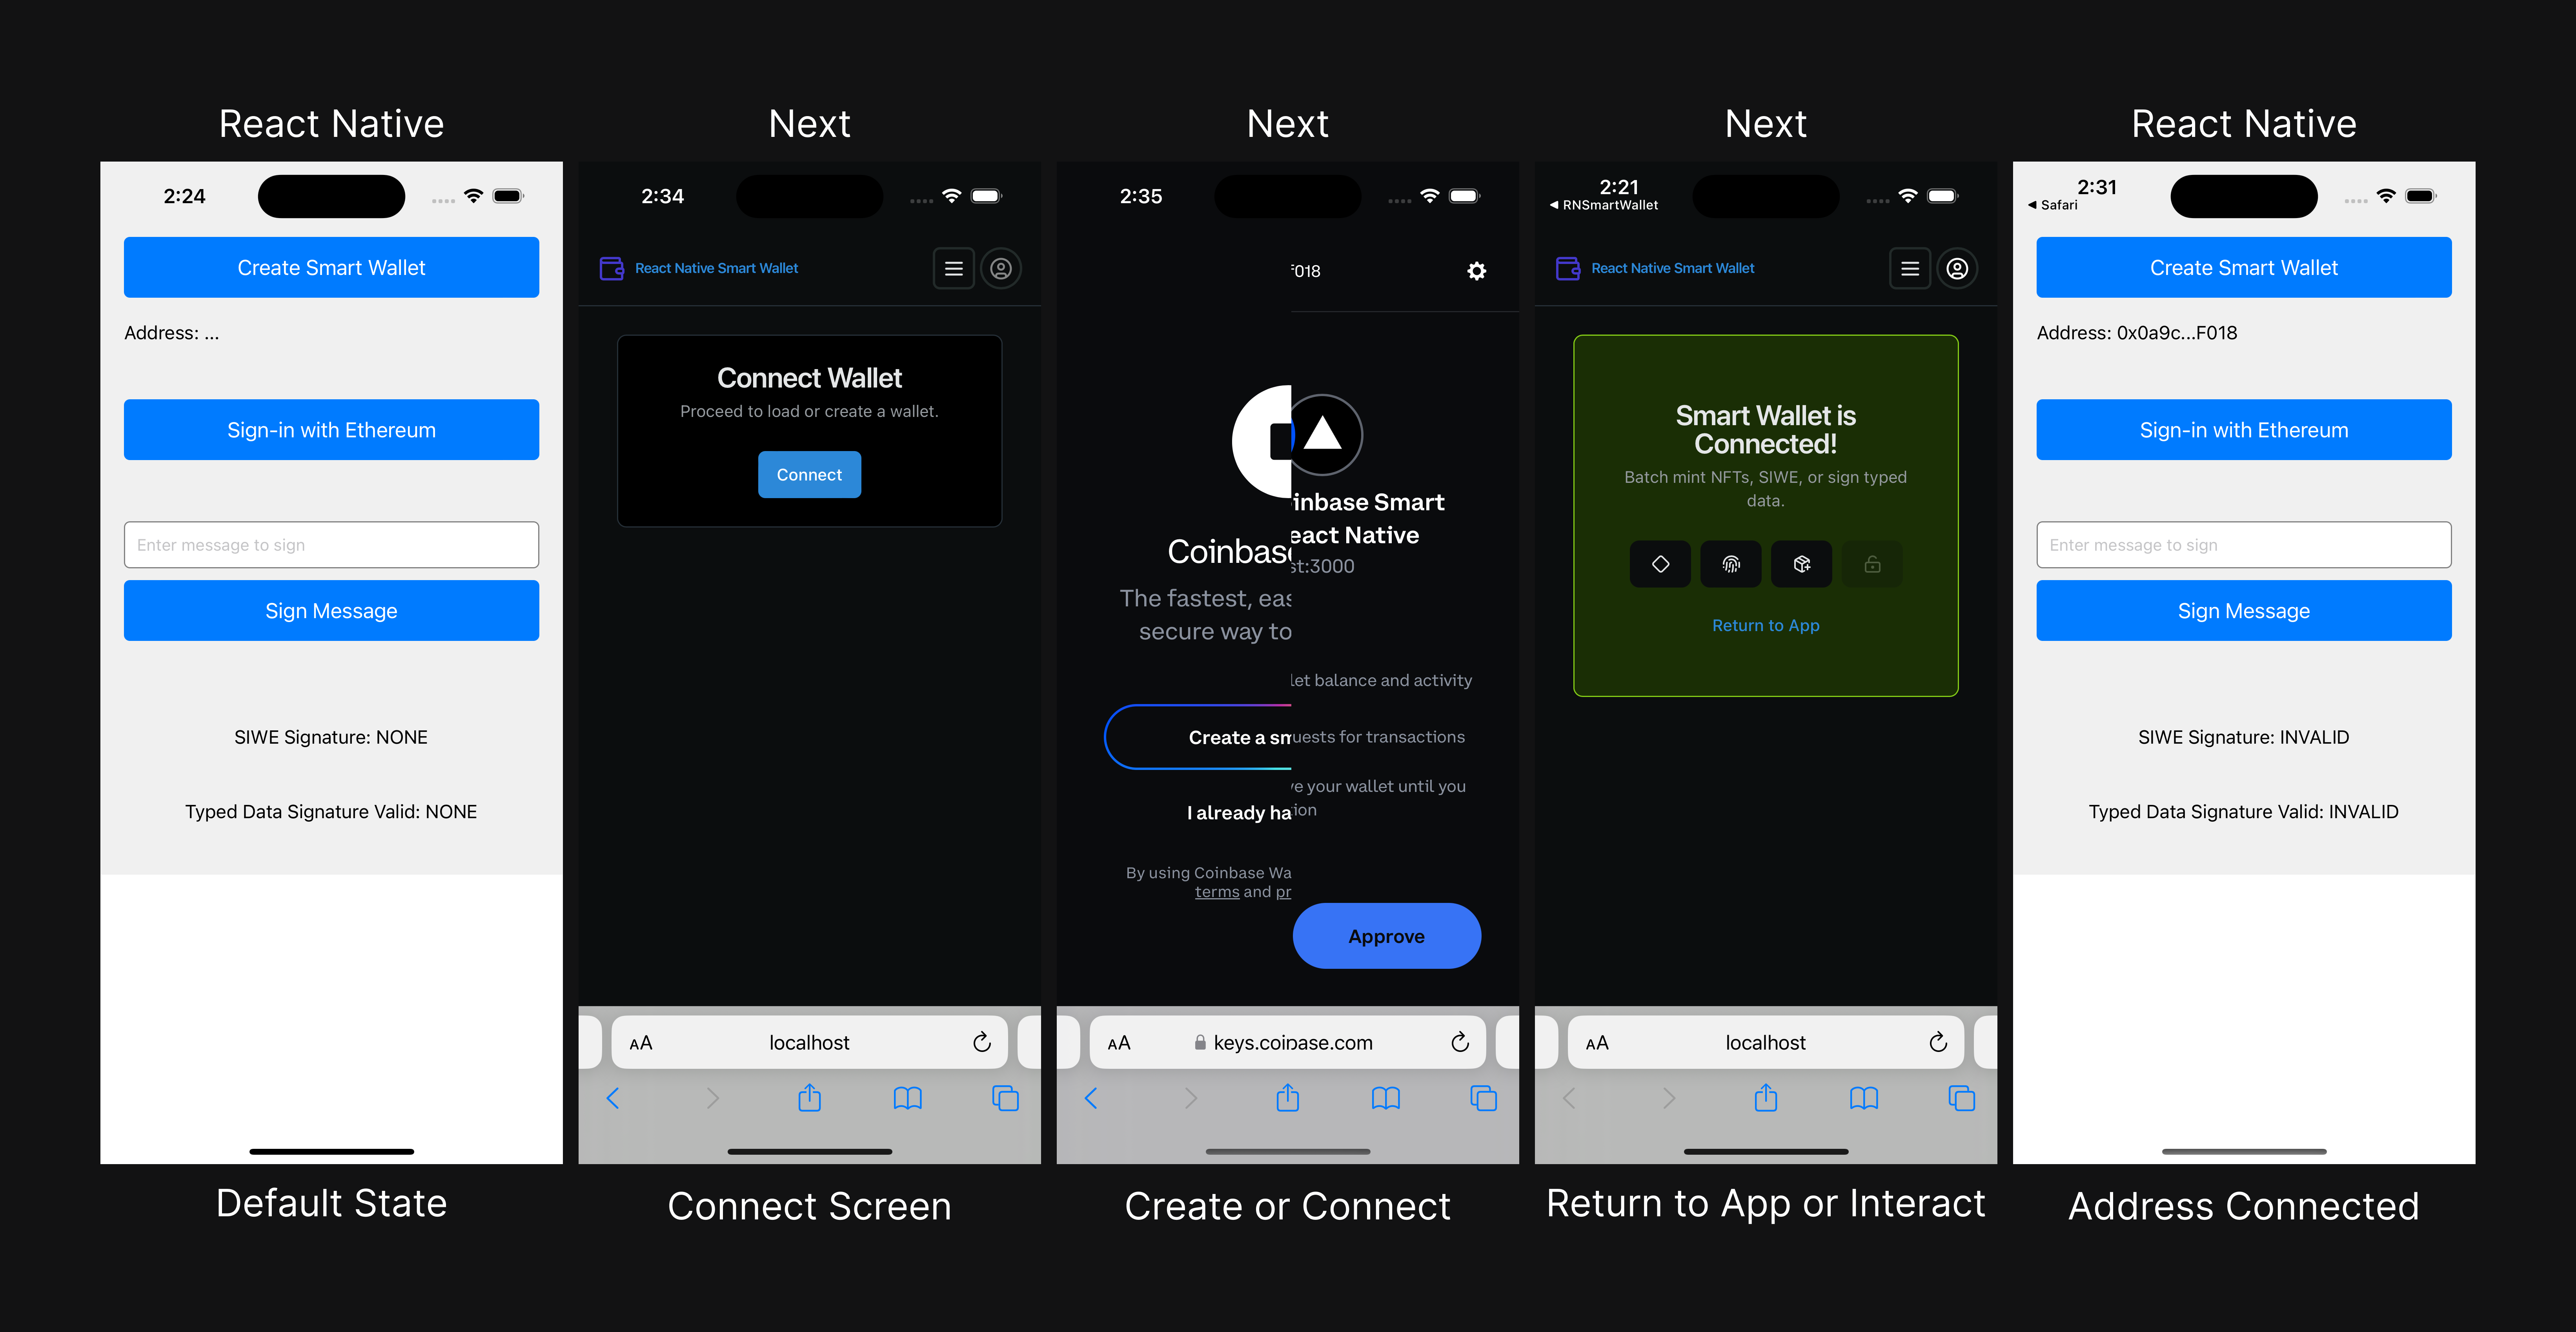 React Native
2:24
Create Smart Wallet
Address: ...
Sign-in with Ethereum
Enter message to sign
Sign Message
SIWE Signature: NONE
Typed Data Signature Valid: NONE
Default State
Next
2:34
React Native Smart Wallet
Connect Wallet
Proceed to load or create a wallet.
Connect
AA localhost
Connect Screen
Next
2:35
F018
Coinbase
The fastest, eas
secure way to
Create a sm
I already ha
By using Coinbase Wa
terms and pr
inbase Smart
eact Native
st:3000
let balance and activity
uests for transactions
ve your wallet until you
ion
Approve
AA keys.coinbase.com
Create or Connect
Next
2:21
RNSmartWallet
React Native Smart Wallet
Smart Wallet is
Connected!
Batch mint NFTs, SIWE, or sign typed
data.
Return to App
AA localhost
Return to App or Interact
React Native
2:31
Safari
Create Smart Wallet
Address: 0x0a9c...F018
Sign-in with Ethereum
Enter message to sign
Sign Message
SIWE Signature: INVALID
Typed Data Signature Valid: INVALID
Address Connected